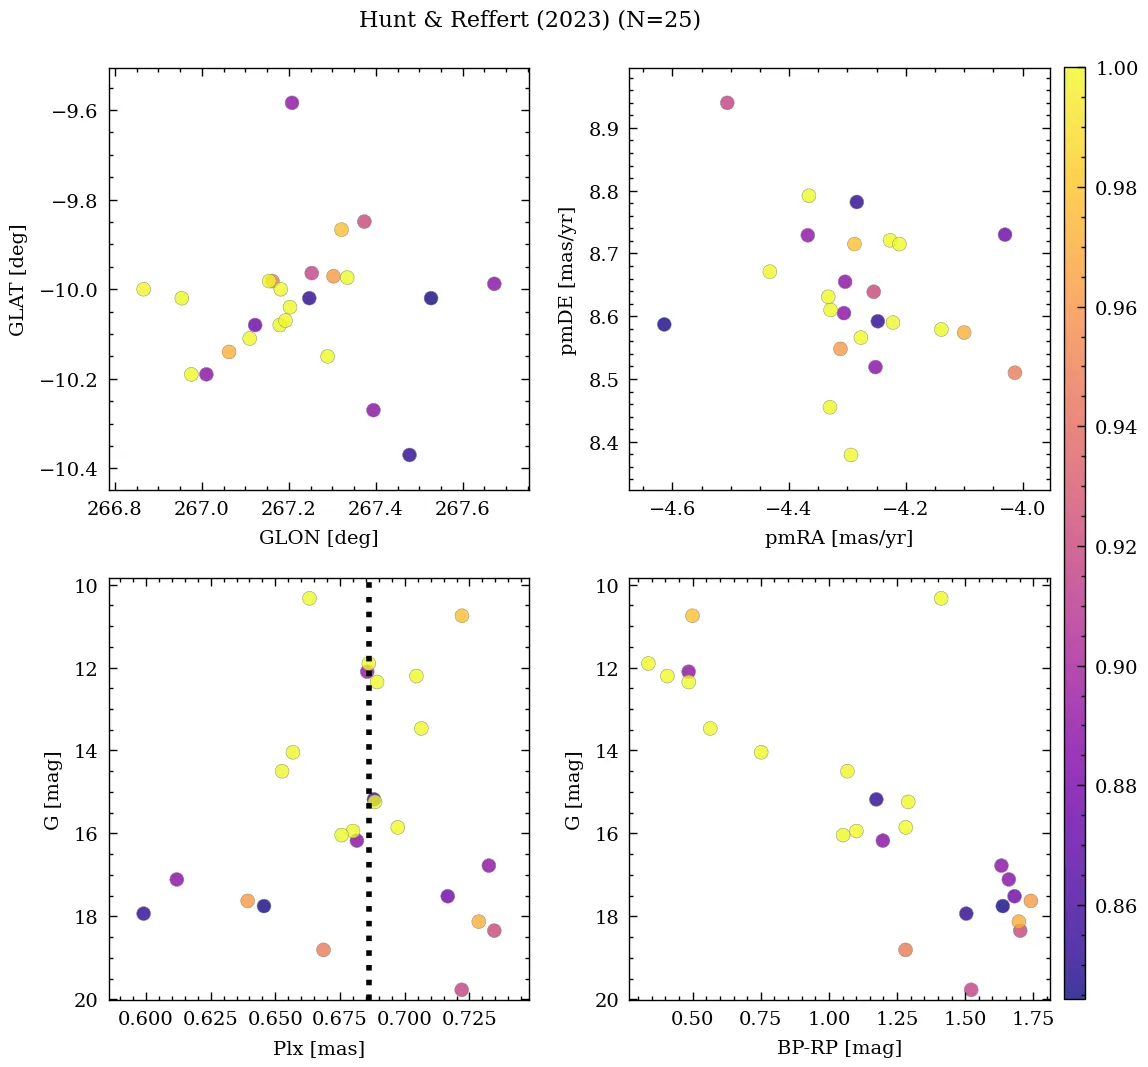 Hunt & Reffert (2023) (N=25)
−9.6
−9.8
−10.0
−10.2
−10.4
GLAT [deg]
266.8 267.0 267.2 267.4 267.6
GLON [deg]
8.9
8.8
8.7
8.6
8.5
8.4
pmDE [mas/yr]
−4.6 −4.4 −4.2 −4.0
pmRA [mas/yr]
10
12
14
16
18
20
G [mag]
0.600 0.625 0.650 0.675 0.700 0.725
Plx [mas]
10
12
14
16
18
20
G [mag]
0.50 0.75 1.00 1.25 1.50 1.75
BP-RP [mag]
1.00
0.98
0.96
0.94
0.92
0.90
0.88
0.86